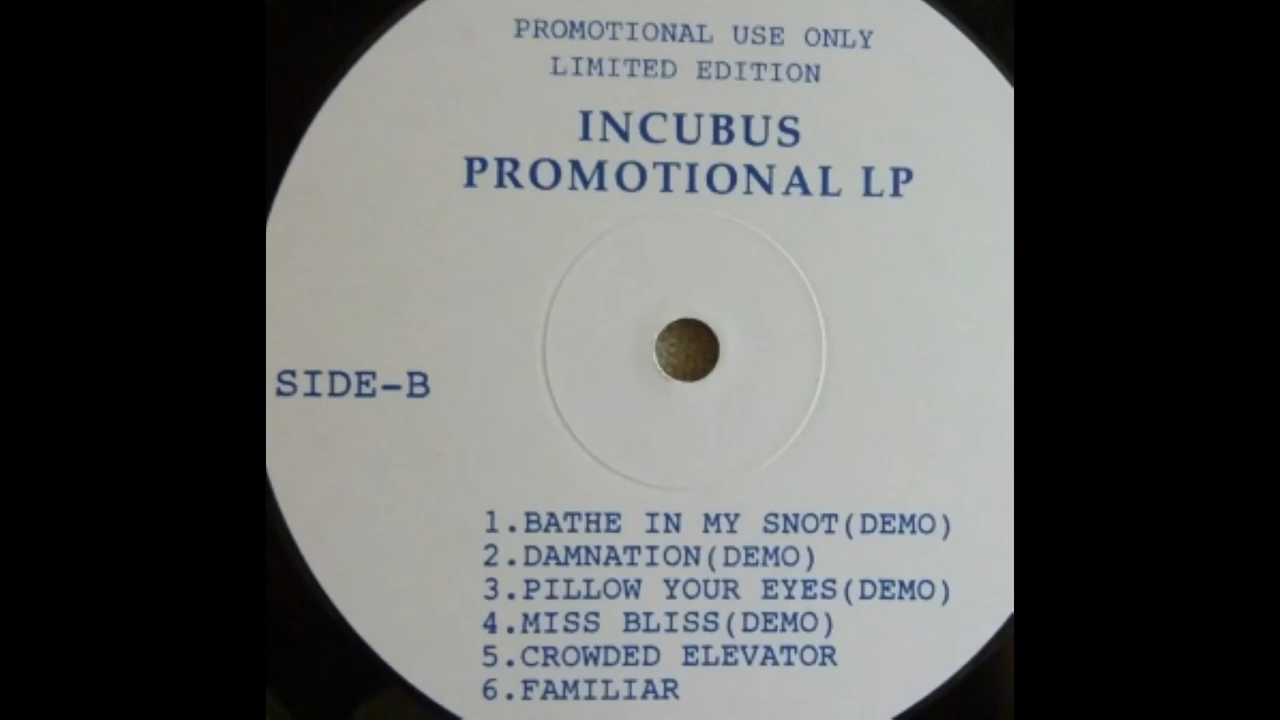 PROMOTIONAL USE ONLY
LIMITED EDITION
INCUBUS
PROMOTIONAL LP
SIDE-B
1.BATHE IN MY SNOT(DEMO)
2.DAMNATION(DEMO)
3.PILLOW YOUR EYES(DEMO)
4.MISS BLISS(DEMO)
5.CROWDED ELEVATOR
6.FAMILIAR